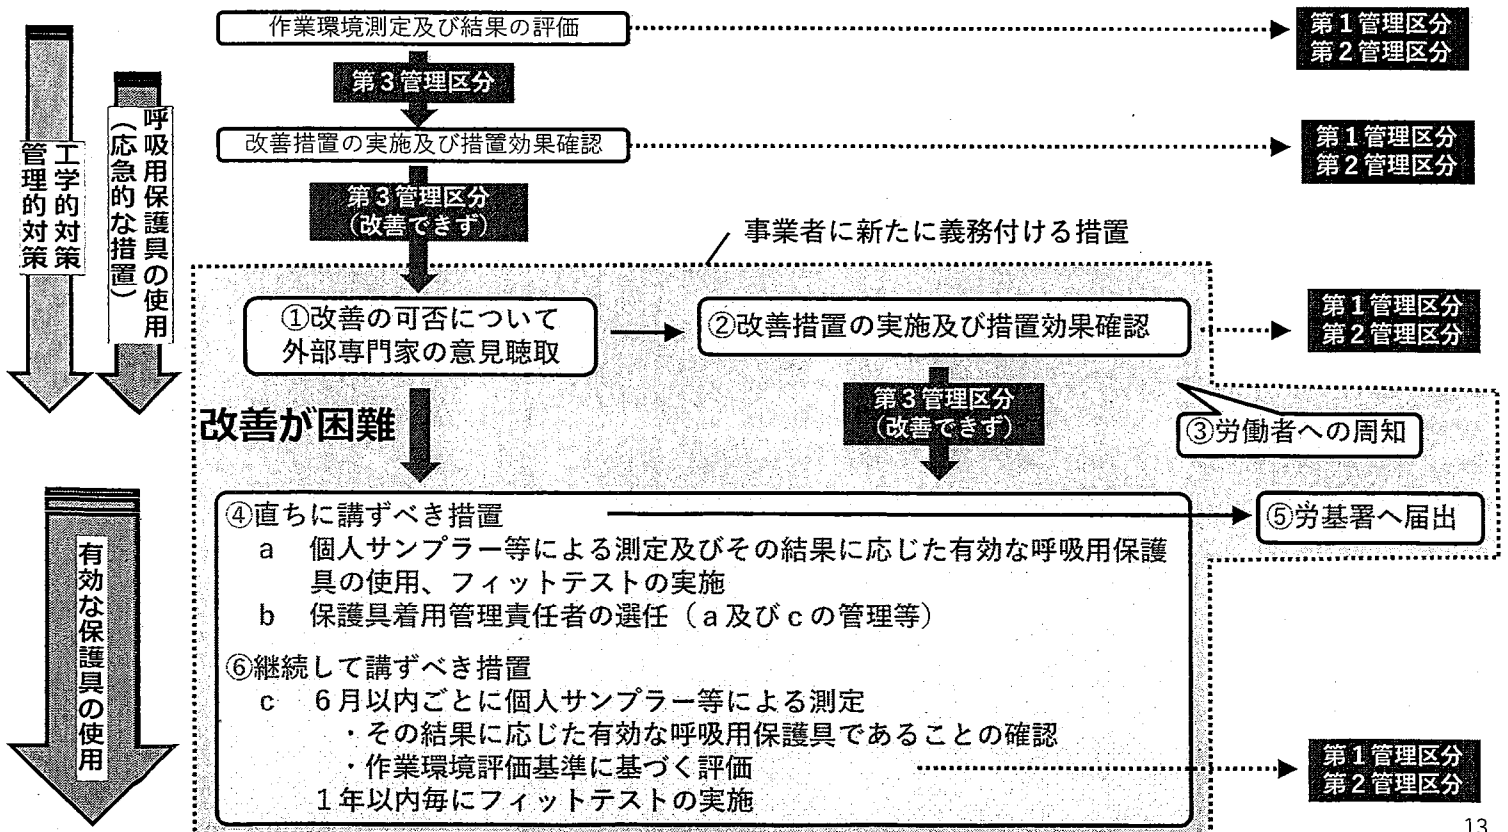 作業環境測定及び結果の評価
第1管理区分
第2管理区分
第3管理区分
改善措置の実施及び措置効果確認
第1管理区分
第2管理区分
第3管理区分
(改善できず)
工学的対策
管理的対策
呼吸用保護具の使用
(応急的な措置)
事業者に新たに義務付ける措置
①改善の可否について
外部専門家の意見聴取
②改善措置の実施及び措置効果確認
第1管理区分
第2管理区分
改善が困難
第3管理区分
(改善できず)
③労働者への周知
④直ちに講ずべき措置
⑤労基署へ届出
a 個人サンプラー等による測定及びその結果に応じた有効な呼吸用保護
具の使用、フィットテストの実施
b 保護具着用管理責任者の選任(a及びcの管理等)
有効な保護具の使用
⑥継続して講ずべき措置
c 6月以内ごとに個人サンプラー等による測定
・その結果に応じた有効な呼吸用保護具であることの確認
・作業環境評価基準に基づく評価
第1管理区分
第2管理区分
1年以内毎にフィットテストの実施
13